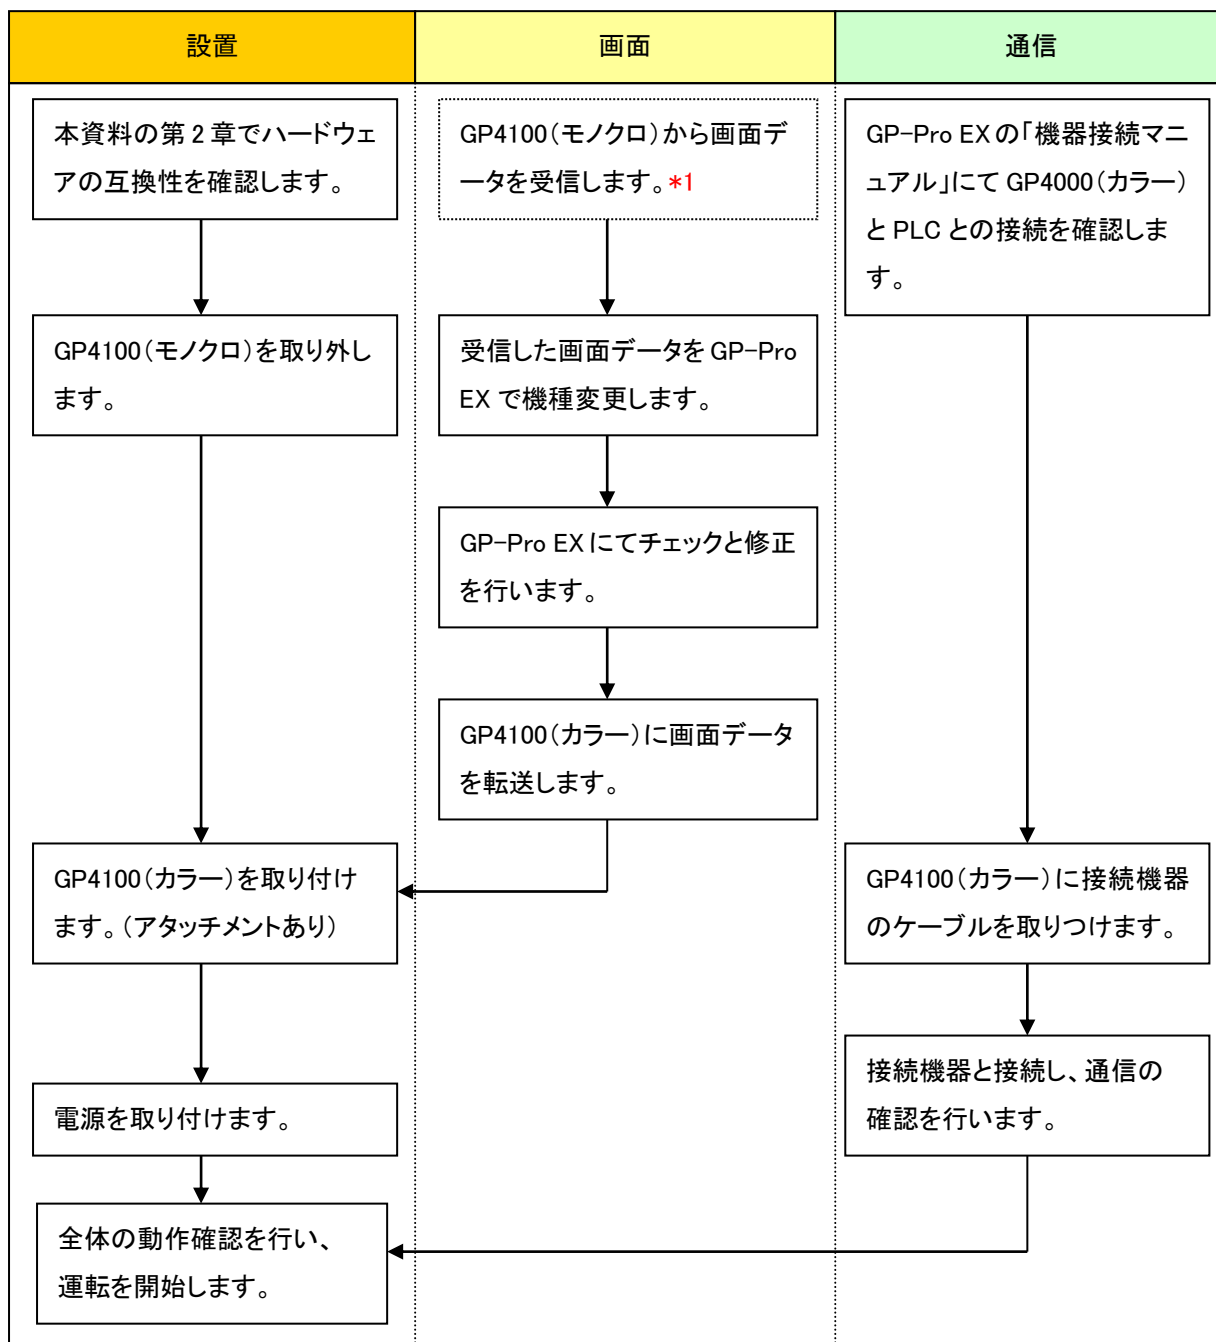 設置
画面
通信
本資料の第2章でハードウェ
アの互換性を確認します。
GP4100(モノクロ)を取り外し
ます。
GP4100(カラー)を取り付け
ます。(アタッチメントあり)
電源を取り付けます。
全体の動作確認を行い、
運転を開始します。
GP4100(モノクロ)から画面デ
ータを受信します。*1
受信した画面データを GP-Pro
EX で機種変更します。
GP-Pro EX にてチェックと修正
を行います。
GP4100(カラー)に画面データ
を転送します。
GP-Pro EX の「機器接続マニ
ュアル」にて GP4000(カラー)
と PLC との接続を確認しま
す。
GP4100(カラー)に接続機器
のケーブルを取りつけます。
接続機器と接続し、通信の
確認を行います。